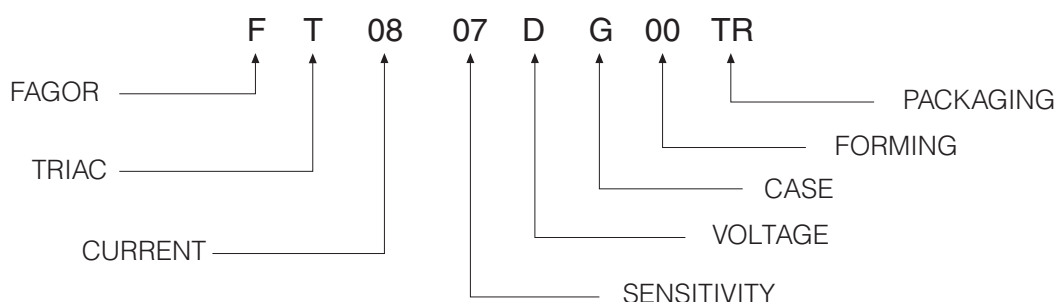 F T 08 07 D G 00 TR
FAGOR
PACKAGING
FORMING
TRIAC
CASE
VOLTAGE
CURRENT
SENSITIVITY